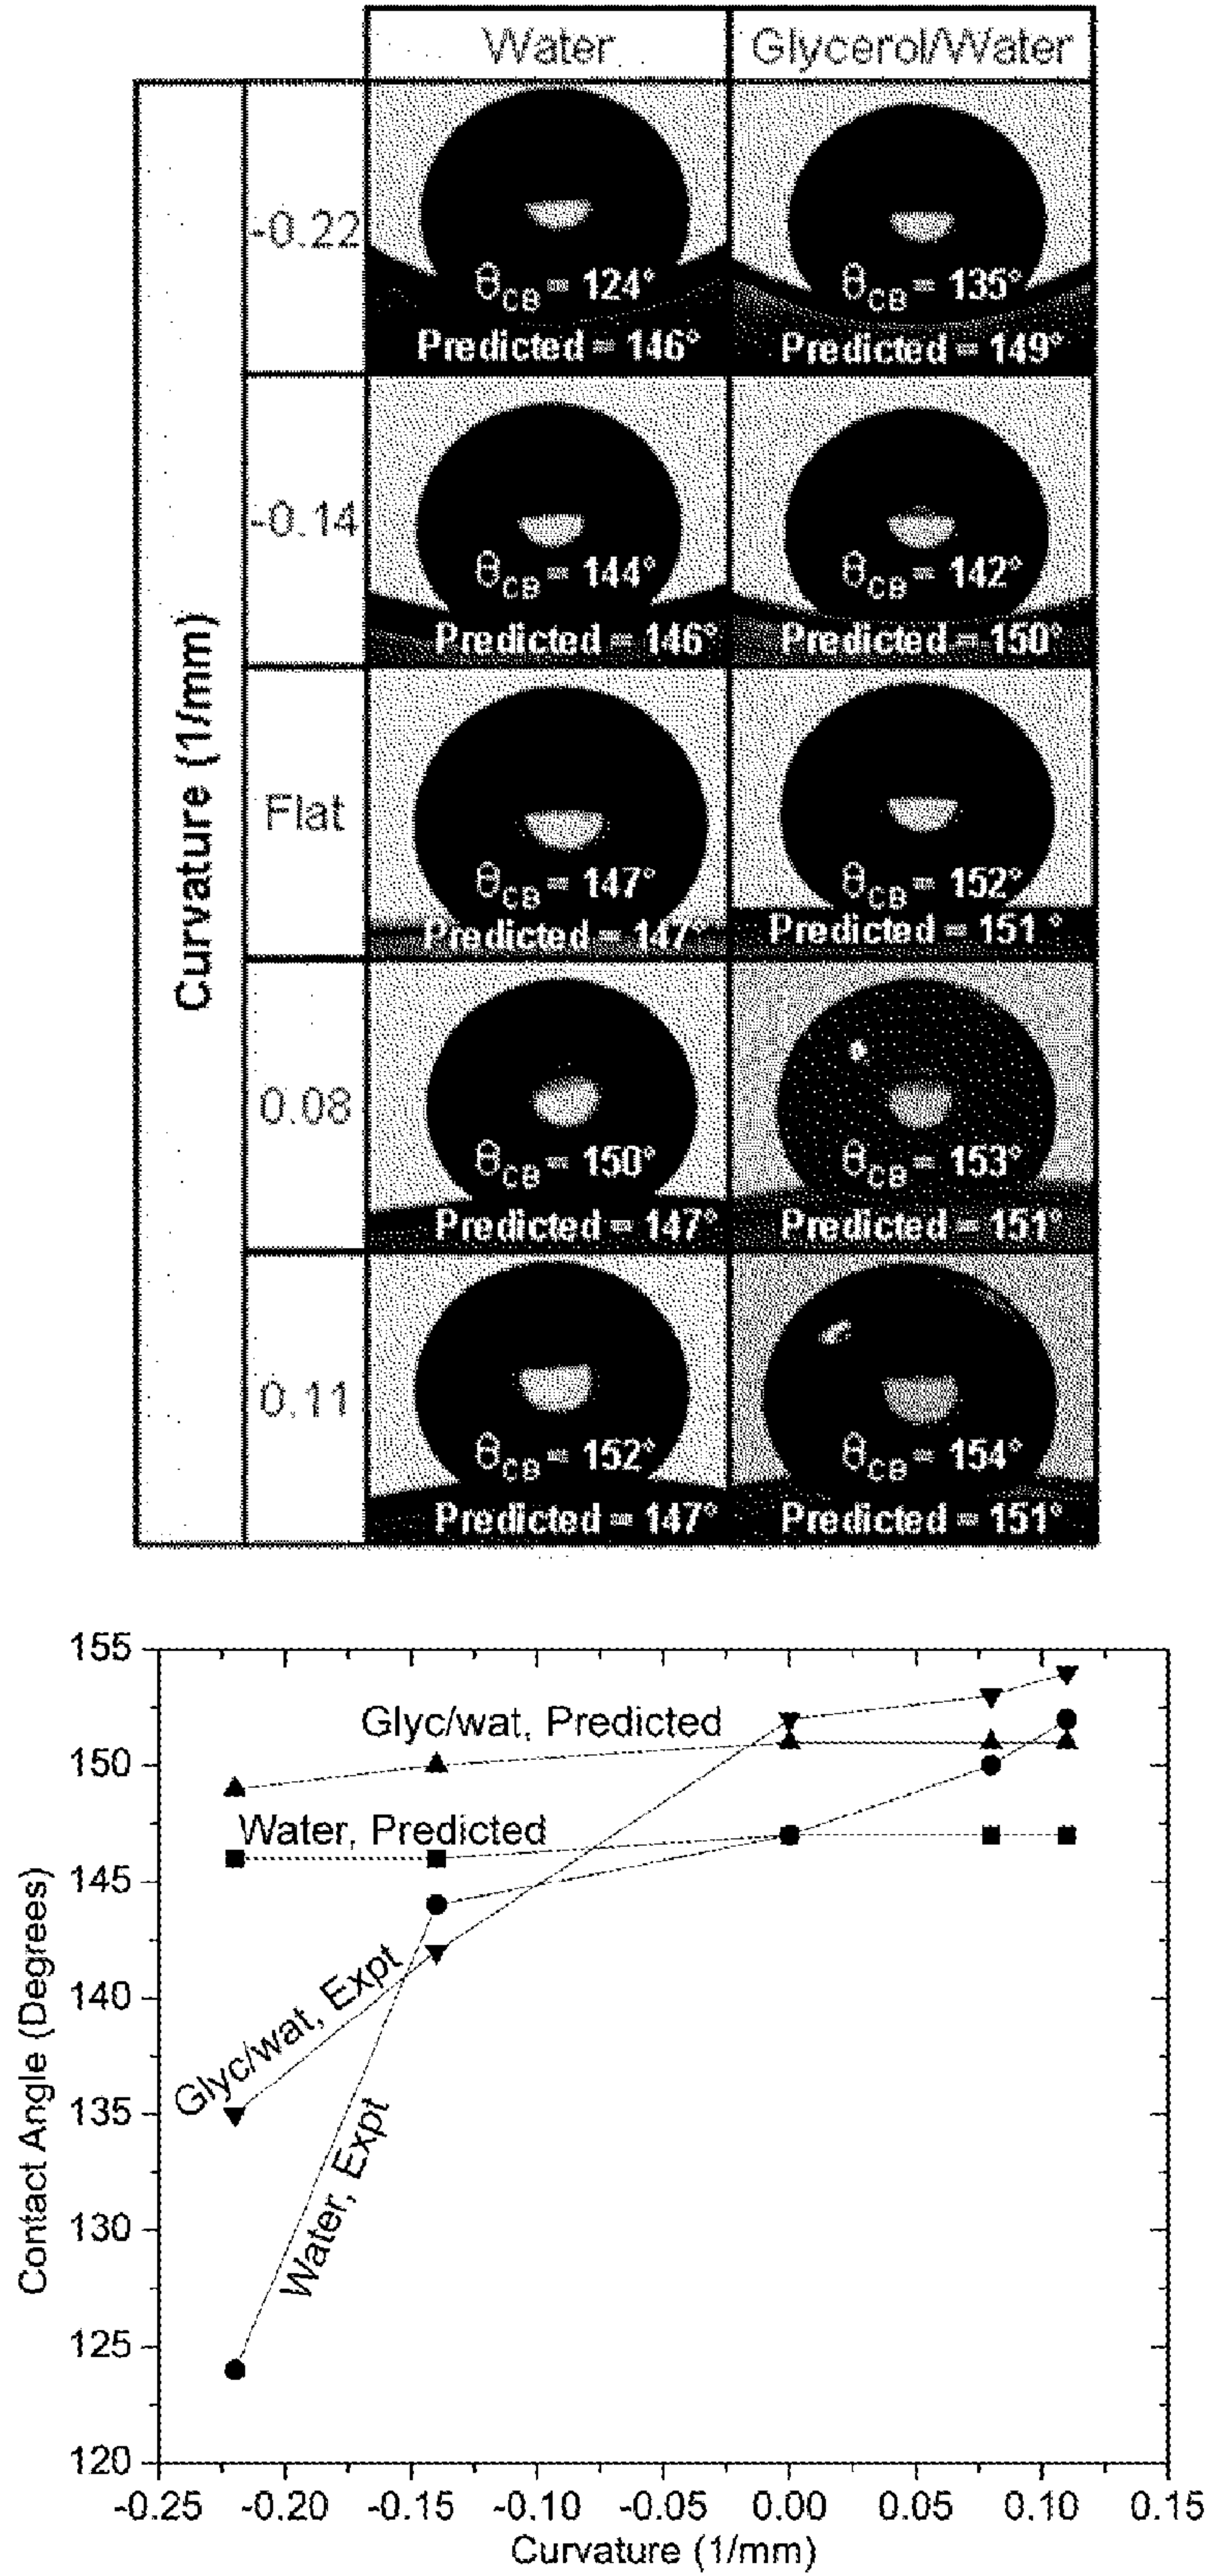 Water Glycerol/Water
Curvature (1/mm)
-0.22
θCB = 124°
Predicted = 146°
θCB = 135°
Predicted = 149°
-0.14
θCB = 144°
Predicted = 146°
θCB = 142°
Predicted = 150°
Flat
θCB = 147°
Predicted = 147°
θCB = 152°
Predicted = 151 °
0.08
θCB = 150°
Predicted = 147°
θCB = 153°
Predicted = 151°
0.11
θCB = 152°
Predicted = 147°
θCB = 154°
Predicted = 151°
Contact Angle (Degrees)
155
150
145
140
135
130
125
120
Glyc/wat, Predicted
Water, Predicted
Glyc/wat, Expt
Water, Expt
-0.25 -0.20 -0.15 -0.10 -0.05 0.00 0.05 0.10 0.15
Curvature (1/mm)